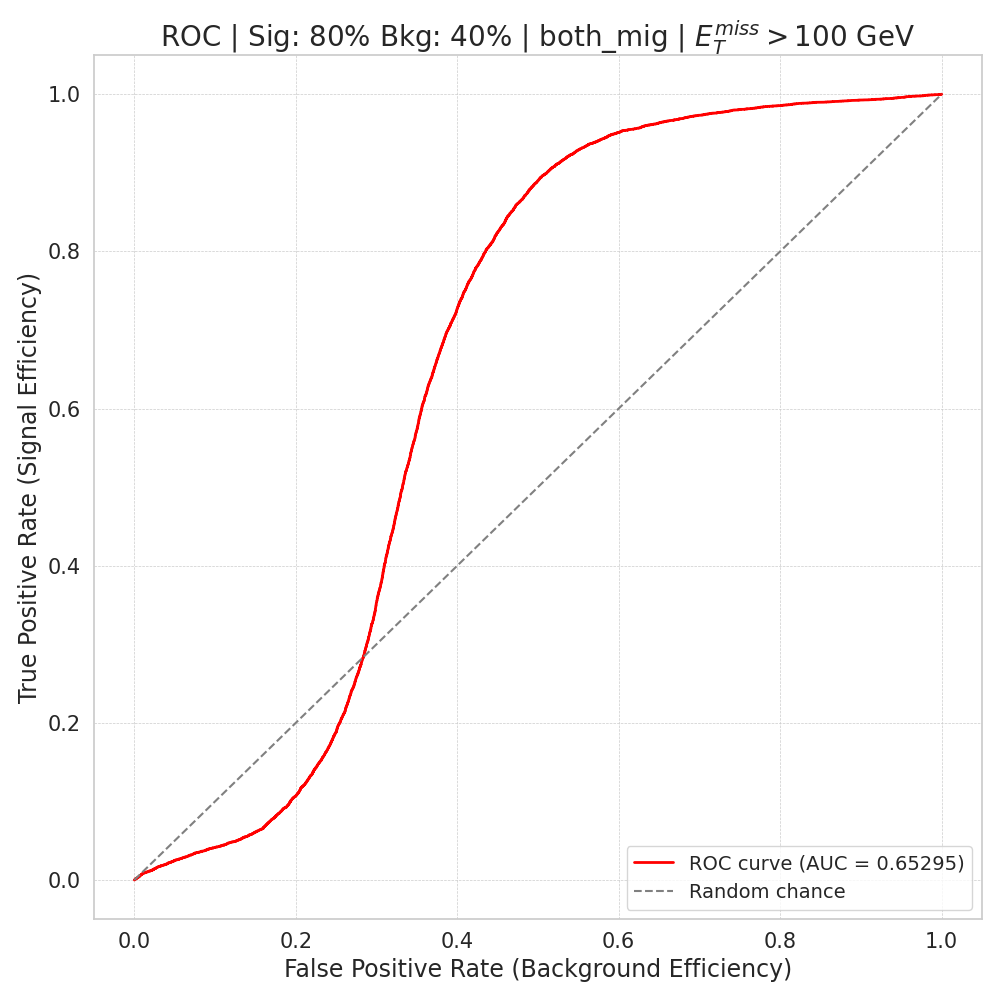 ROC | Sig: 80% Bkg: 40% | both_mig | $E_T^{miss}$ > 100 GeV
True Positive Rate (Signal Efficiency)
1.0
0.8
0.6
0.4
0.2
0.0
ROC curve (AUC = 0.65295)
Random chance
0.0 0.2 0.4 0.6 0.8 1.0
False Positive Rate (Background Efficiency)